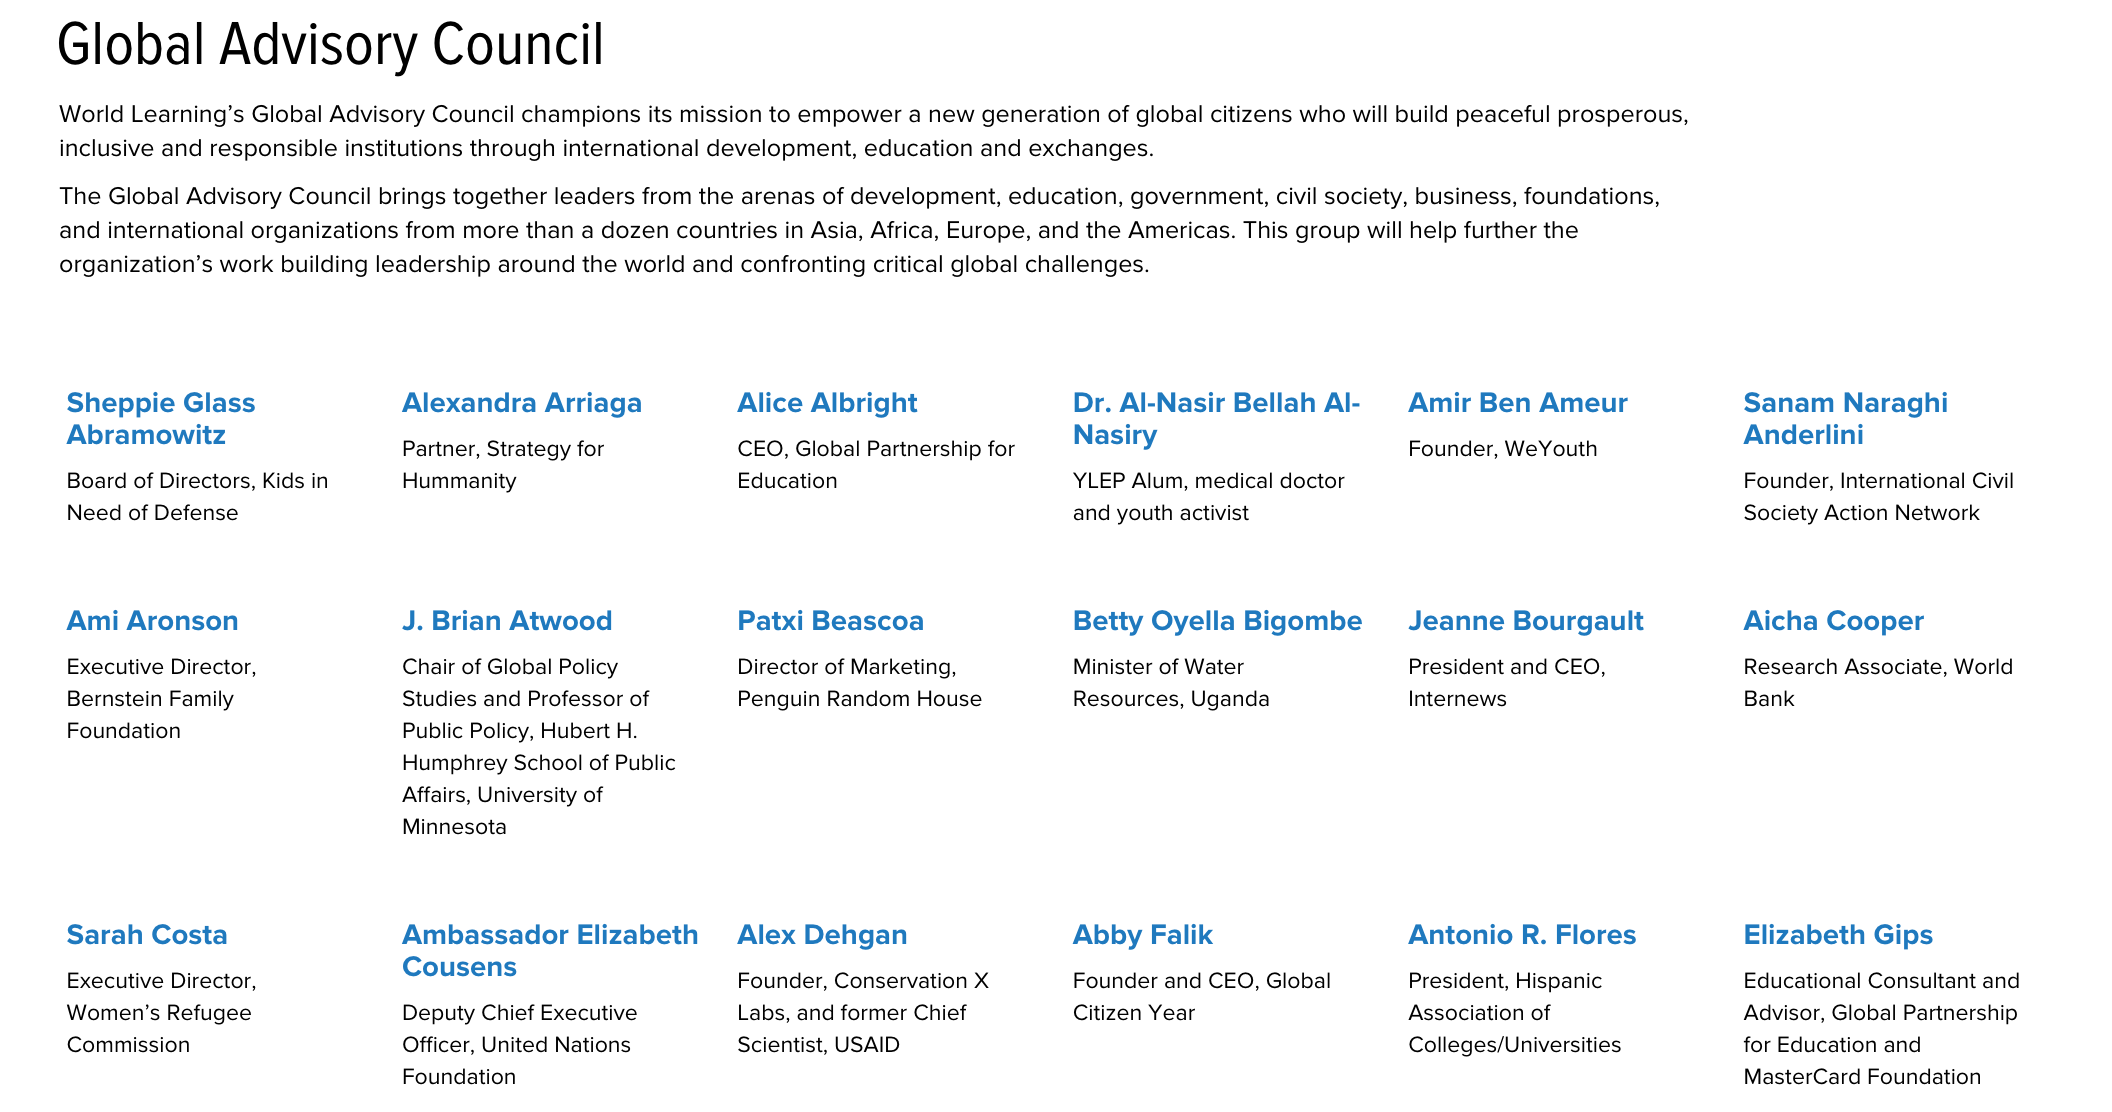 Global Advisory Council
World Learning’s Global Advisory Council champions its mission to empower a new generation of global citizens who will build peaceful prosperous,
inclusive and responsible institutions through international development, education and exchanges.
The Global Advisory Council brings together leaders from the arenas of development, education, government, civil society, business, foundations,
and international organizations from more than a dozen countries in Asia, Africa, Europe, and the Americas. This group will help further the
organization’s work building leadership around the world and confronting critical global challenges.
Sheppie Glass
Abramowitz
Board of Directors, Kids in
Need of Defense
Alexandra Arriaga
Partner, Strategy for
Hummanity
Alice Albright
CEO, Global Partnership for
Education
Dr. Al-Nasir Bellah Al-
Nasiry
YLEP Alum, medical doctor
and youth activist
Amir Ben Ameur
Founder, WeYouth
Sanam Naraghi
Anderlini
Founder, International Civil
Society Action Network
Ami Aronson
Executive Director,
Bernstein Family
Foundation
J. Brian Atwood
Chair of Global Policy
Studies and Professor of
Public Policy, Hubert H.
Humphrey School of Public
Affairs, University of
Minnesota
Patxi Beascoa
Director of Marketing,
Penguin Random House
Betty Oyella Bigombe
Minister of Water
Resources, Uganda
Jeanne Bourgault
President and CEO,
Internews
Aicha Cooper
Research Associate, World
Bank
Sarah Costa
Executive Director,
Women’s Refugee
Commission
Ambassador Elizabeth
Cousens
Deputy Chief Executive
Officer, United Nations
Foundation
Alex Dehgan
Founder, Conservation X
Labs, and former Chief
Scientist, USAID
Abby Falik
Founder and CEO, Global
Citizen Year
Antonio R. Flores
President, Hispanic
Association of
Colleges/Universities
Elizabeth Gips
Educational Consultant and
Advisor, Global Partnership
for Education and
MasterCard Foundation